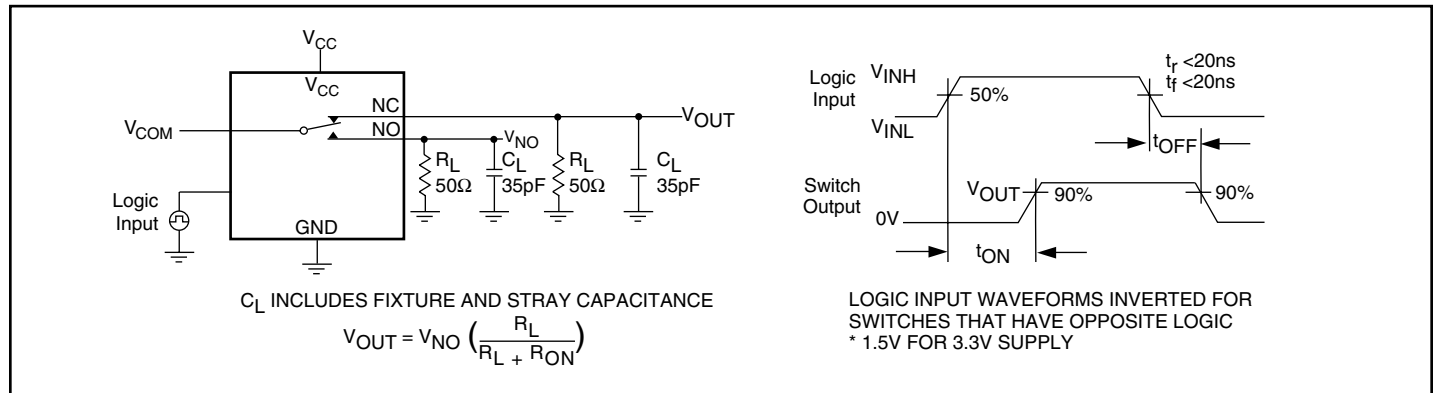 VCC
VCC
NC
NO
VCOM
VOUT
VNO
RL
50Ω
CL
35pF
RL
50Ω
CL
35pF
Logic
Input
GND
CL INCLUDES FIXTURE AND STRAY CAPACITANCE
VOUT = VNO (RL / RL + RON)
Logic
Input
VINH
VINL
50%
tr <20ns
tf <20ns
tOFF
Switch
Output
VOUT
0V
90%
90%
tON
LOGIC INPUT WAVEFORMS INVERTED FOR
SWITCHES THAT HAVE OPPOSITE LOGIC
* 1.5V FOR 3.3V SUPPLY